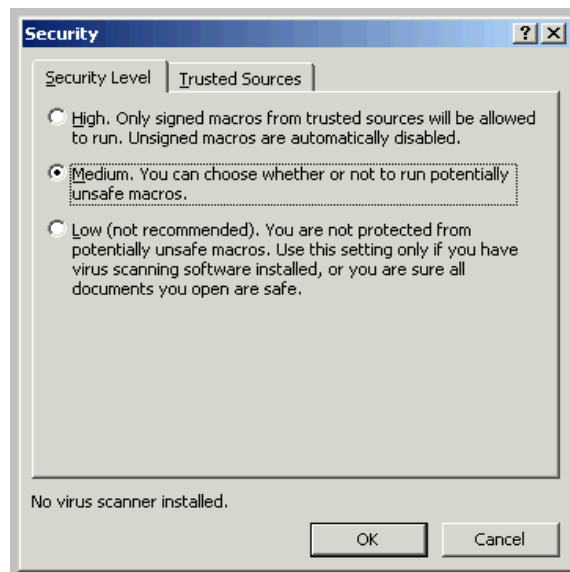 Security
Security Level
Trusted Sources
High. Only signed macros from trusted sources will be allowed
to run. Unsigned macros are automatically disabled.
Medium. You can choose whether or not to run potentially
unsafe macros.
Low (not recommended). You are not protected from
potentially unsafe macros. Use this setting only if you have
virus scanning software installed, or you are sure all
documents you open are safe.
No virus scanner installed.
OK
Cancel